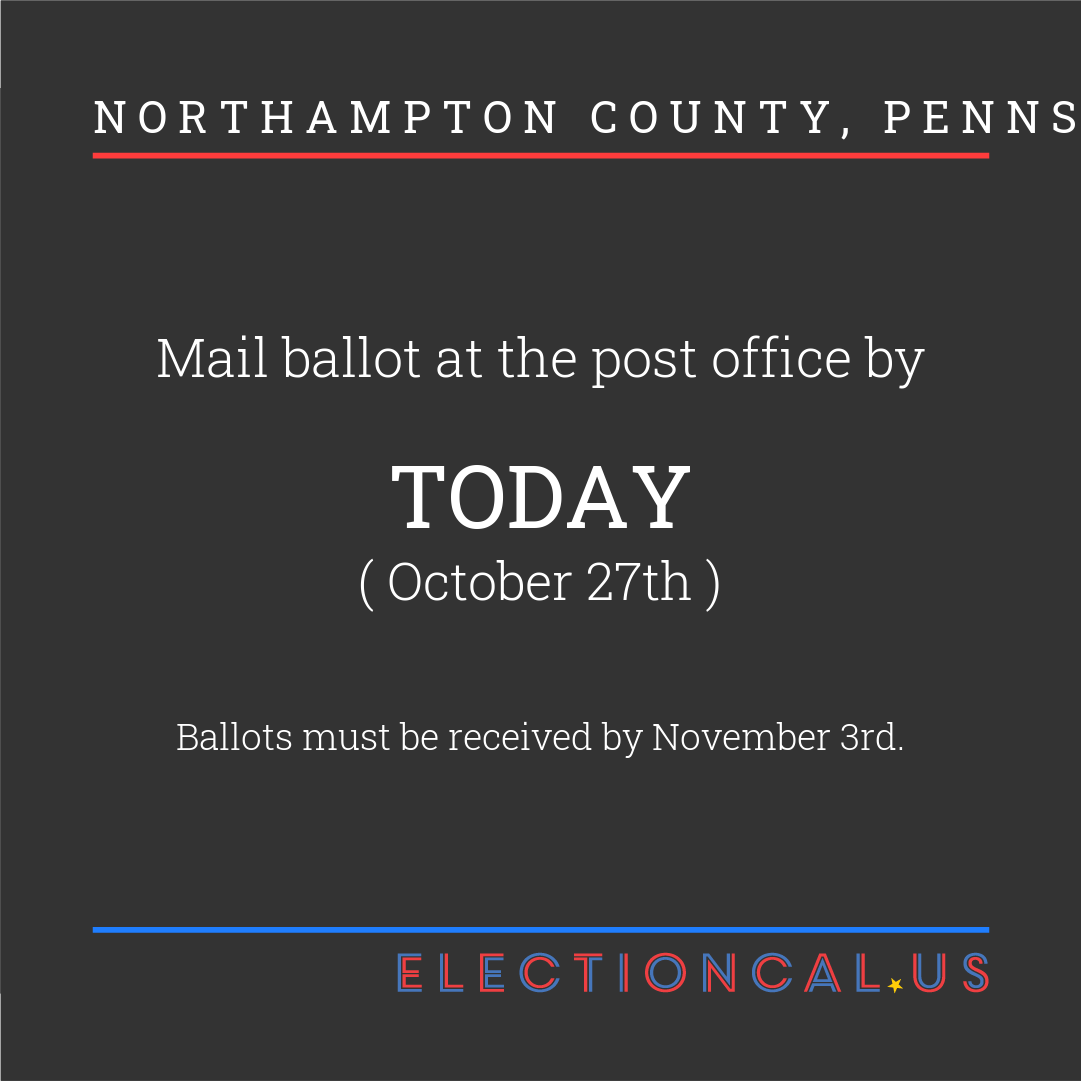 NORTHAMPTON COUNTY, PENNS
Mail ballot at the post office by
TODAY
( October 27th )
Ballots must be received by November 3rd.
ELECTIONCAL.US